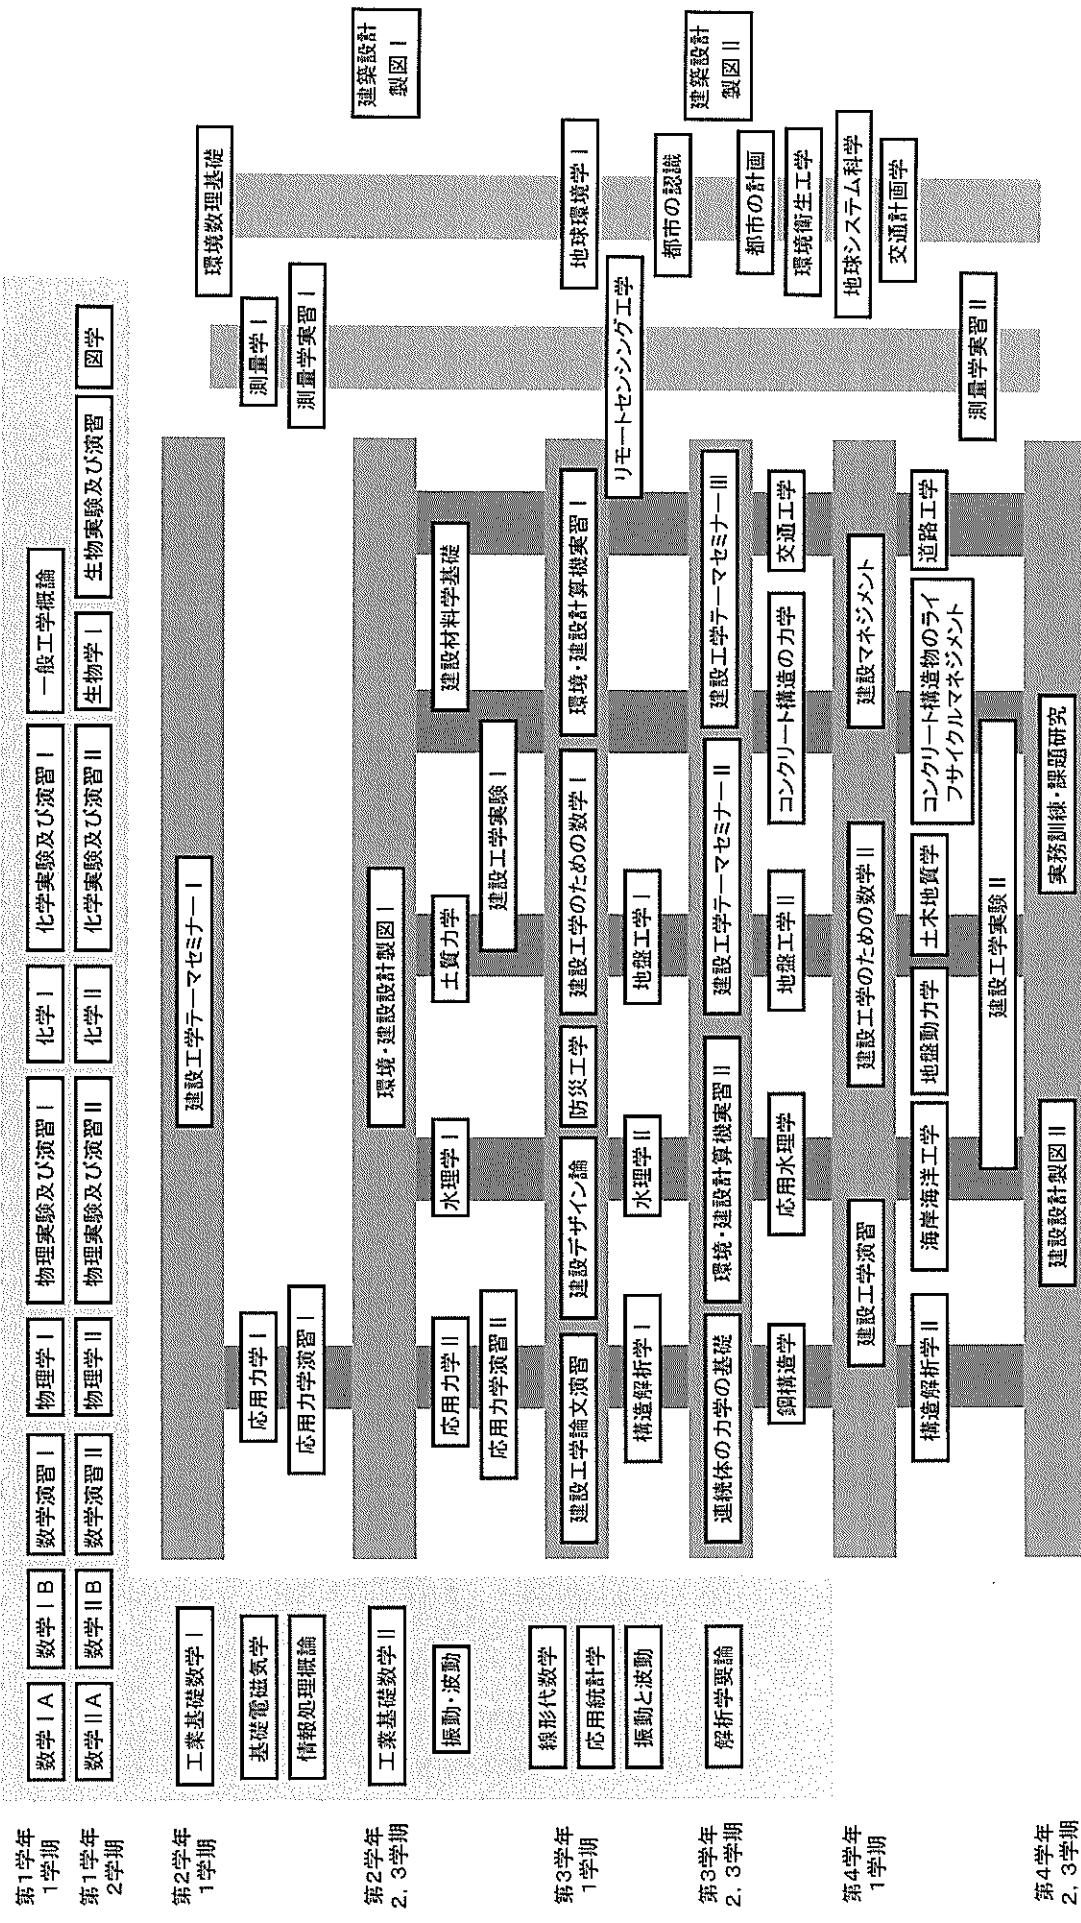 第1学年
1学期
数学ⅠA
数学ⅠB
数学演習Ⅰ
物理学Ⅰ
物理実験及び演習Ⅰ
化学Ⅰ
化学実験及び演習Ⅰ
一般工学概論
第1学年
2学期
数学ⅡA
数学ⅡB
数学演習Ⅱ
物理学Ⅱ
物理実験及び演習Ⅱ
化学Ⅱ
化学実験及び演習Ⅱ
生物学Ⅰ
生物実験及び演習
図学
第2学年
1学期
工業基礎数学Ⅰ
建設工学テーマセミナーⅠ
環境数理基礎
基礎電磁気学
応用力学Ⅰ
測量学Ⅰ
情報処理概論
応用力学演習Ⅰ
測量学実習Ⅰ
第2学年
2, 3学期
工業基礎数学Ⅱ
環境・建設設計製図Ⅰ
建築設計
製図Ⅰ
振動・波動
応用力学Ⅱ
水理学Ⅰ
土質力学
建設材料学基礎
応用力学演習Ⅱ
建設工学実験Ⅰ
第3学年
1学期
線形代数学
建設工学論文演習
建設デザイン論
防災工学
建設工学のための数学Ⅰ
環境・建設計算機実習Ⅰ
地球環境学Ⅰ
応用統計学
リモートセンシング工学
振動と波動
構造解析学Ⅰ
水理学Ⅱ
地盤工学Ⅰ
都市の認識
第3学年
2, 3学期
解析学要論
連続体の力学の基礎
環境・建設計算機実習Ⅱ
建設工学テーマセミナーⅡ
建設工学テーマセミナーⅢ
建築設計
製図Ⅱ
都市の計画
鋼構造学
応用水理学
地盤工学Ⅱ
コンクリート構造の力学
交通工学
環境衛生工学
第4学年
1学期
建設工学演習
建設工学のための数学Ⅱ
建設マネジメント
地球システム科学
交通計画学
構造解析学Ⅱ
海岸海洋工学
地盤動力学
土木地質学
コンクリート構造物のライ
フサイクルマネジメント
道路工学
建設工学実験Ⅱ
測量学実習Ⅱ
第4学年
2, 3学期
建設設計製図Ⅱ
実務訓練・課題研究